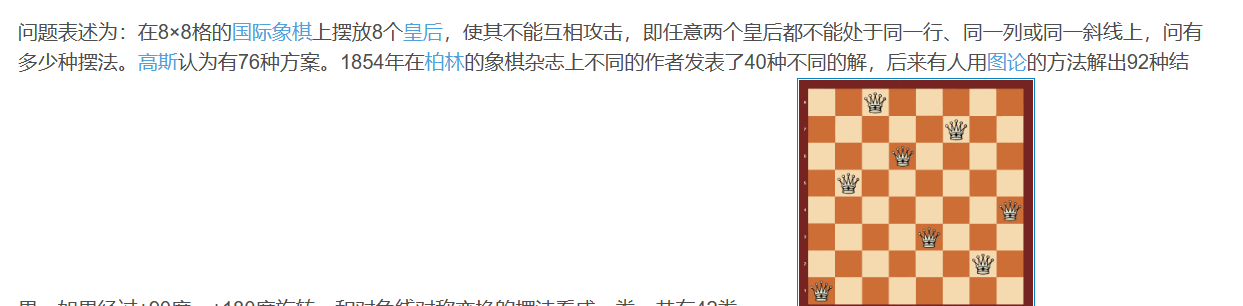 问题表述为：在8×8格的国际象棋上摆放8个皇后，使其不能互相攻击，即任意两个皇后都不能处于同一行、同一列或同一斜线上，问有
多少种摆法。高斯认为有76种方案。1854年在柏林的象棋杂志上不同的作者发表了40种不同的解，后来有人用图论的方法解出92种结
果。如果经过±90度、±180度旋转，和对角线对称变换的摆法看成一类，共有42类。